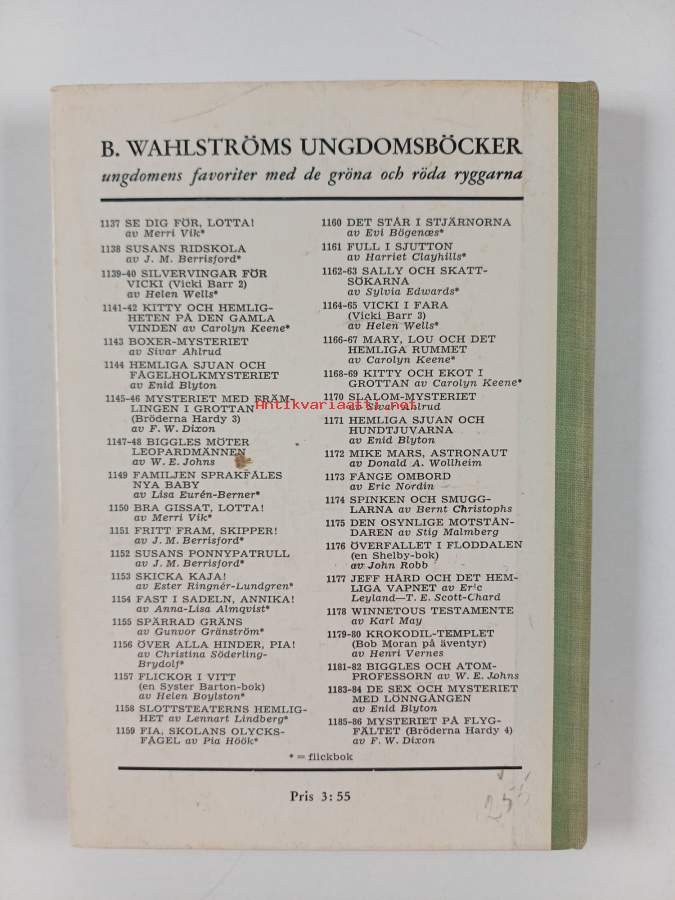 B. WAHLSTRÖMS UNGDOMSBÖCKER
ungdomens favoriter med de gröna och röda ryggarna
1137 SE DIG FÖR, LOTTA!
av Merri Vik*
1138 SUSANS RIDSKOLA
av J. M. Berrisford*
1139-40 SILVERVINGAR FÖR
VICKI (Vicki Barr 2)
av Helen Wells*
1141-42 KITTY OCH HEMLIG-
HETEN PÅ DEN GAMLA
VINDEN av Carolyn Keene*
1143 BOXER-MYSTERIET
av Sivar Ahlrud
1144 HEMLIGA SJUAN OCH
FÅGELHOLKMYSTERIET
av Enid Blyton
1145-46 MYSTERIET MED FRÄM-
LINGEN I GROTTAN
(Bröderna Hardy 3)
av F. W. Dixon
1147-48 BIGGLES MÖTER
LEOPARDMÄNNEN
av W. E. Johns
1149 FAMILJEN SPRAKFÅLES
NYA BABY
av Lisa Eurén-Berner*
1150 BRA GISSAT, LOTTA!
av Merri Vik*
1151 FRITT FRAM, SKIPPER!
av J. M. Berrisford*
1152 SUSANS PONNYPATRULL
av J. M. Berrisford*
1153 SKICKA KAJA!
av Ester Ringnér-Lundgren*
1154 FAST I SADELN, ANNIKA!
av Anna-Lisa Almqvist*
1155 SPÄRRAD GRÄNS
av Gunvor Gränström*
1156 ÖVER ALLA HINDER, PIA!
av Christina Söderling-
Brydolf*
1157 FLICKOR I VITT
(en Syster Barton-bok)
av Helen Boylston*
1158 SLOTTSTEATERNS HEMLIG-
HET av Lennart Lindberg*
1159 FIA, SKOLANS OLYCKS-
FÅGEL av Pia Höök*
1160 DET STÅR I STJÄRNORNA
av Evi Bögenæs*
1161 FULL I SJUTTON
av Harriet Clayhills*
1162-63 SALLY OCH SKATT-
SÖKARNA
av Sylvia Edwards*
1164-65 VICKI I FARA
(Vicki Barr 3)
av Helen Wells*
1166-67 MARY, LOU OCH DET
HEMLIGA RUMMET
av Carolyn Keene*
1168-69 KITTY OCH EKOT I
GROTTAN av Carolyn Keene*
1170 SLALOM-MYSTERIET
av Sivar Ahlrud
1171 HEMLIGA SJUAN OCH
HUNDTJUVARNA
av Enid Blyton
1172 MIKE MARS, ASTRONAUT
av Donald A. Wollheim
1173 FÅNGE OMBORD
av Eric Nordin
1174 SPINKEN OCH SMUGG-
LARNA av Bernt Christophs
1175 DEN OSYNLIGE MOTSTÅN-
DAREN av Stig Malmberg
1176 ÖVERFALLET I FLODDALEN
(en Shelby-bok)
av John Robb
1177 JEFF HÅRD OCH DET HEM-
LIGA VAPNET av Eric
Leyland—T. E. Scott-Chard
1178 WINNETOUS TESTAMENTE
av Karl May
1179-80 KROKODIL-TEMPLET
(Bob Moran på äventyr)
av Henri Vernes
1181-82 BIGGLES OCH ATOM-
PROFESSORN av W. E. Johns
1183-84 DE SEX OCH MYSTERIET
MED LÖNNGÅNGEN
av Enid Blyton
1185-86 MYSTERIET PÅ FLYG-
FÄLTET (Bröderna Hardy 4)
av F. W. Dixon
* = flickbok
Pris 3:55
Antikvariaatti.net